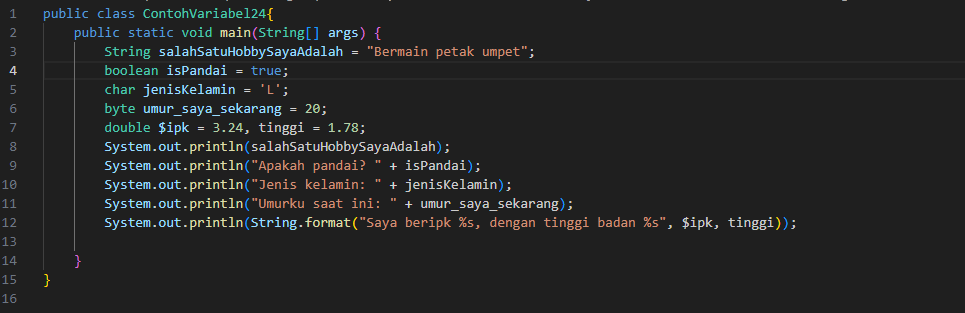 1 public class ContohVariabel24{
2 public static void main(String[] args) {
3 String salahSatuHobbySayaAdalah = "Bermain petak umpet";
4 boolean isPandai = true;
5 char jenisKelamin = 'L';
6 byte umur_saya_sekarang = 20;
7 double $ipk = 3.24, tinggi = 1.78;
8 System.out.println(salahSatuHobbySayaAdalah);
9 System.out.println("Apakah pandai? " + isPandai);
10 System.out.println("Jenis kelamin: " + jenisKelamin);
11 System.out.println("Umurku saat ini: " + umur_saya_sekarang);
12 System.out.println(String.format("Saya beripk %s, dengan tinggi badan %s", $ipk, tinggi));
13
14 }
15 }
16